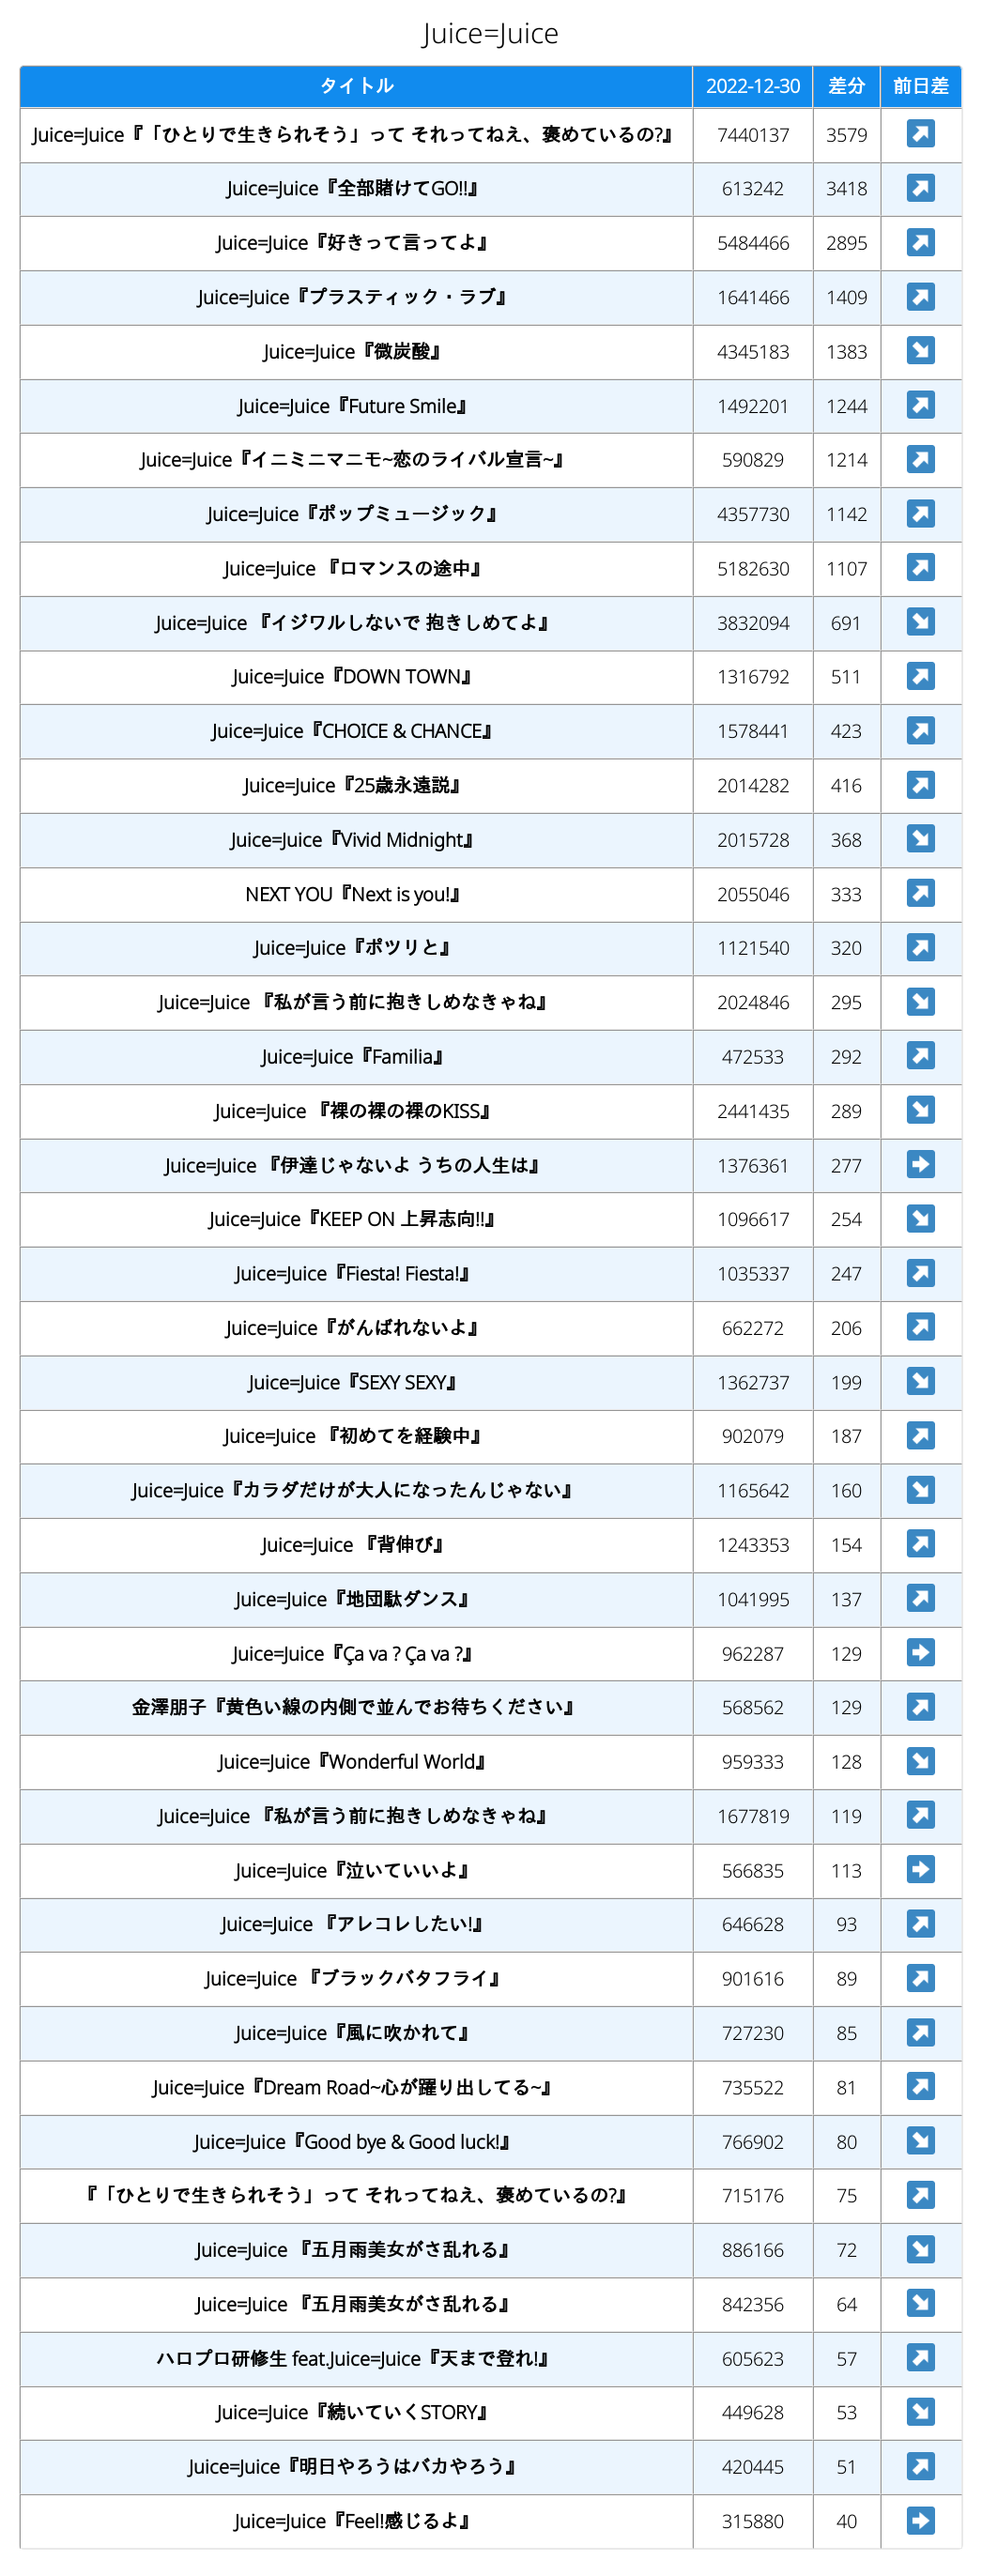 Juice=Juice
タイトル 2022-12-30 差分 前日差
Juice=Juice『「ひとりで生きられそう」って それってねえ、褒めているの?』 7440137 3579 ↗
Juice=Juice『全部賭けてGO!!』 613242 3418 ↗
Juice=Juice『好きって言ってよ』 5484466 2895 ↗
Juice=Juice『プラスティック・ラブ』 1641466 1409 ↗
Juice=Juice『微炭酸』 4345183 1383 ↘
Juice=Juice『Future Smile』 1492201 1244 ↗
Juice=Juice『イニミニマニモ~恋のライバル宣言~』 590829 1214 ↗
Juice=Juice『ポップミュージック』 4357730 1142 ↗
Juice=Juice 『ロマンスの途中』 5182630 1107 ↗
Juice=Juice 『イジワルしないで 抱きしめてよ』 3832094 691 ↘
Juice=Juice『DOWN TOWN』 1316792 511 ↗
Juice=Juice『CHOICE & CHANCE』 1578441 423 ↗
Juice=Juice『25歳永遠説』 2014282 416 ↗
Juice=Juice『Vivid Midnight』 2015728 368 ↘
NEXT YOU『Next is you!』 2055046 333 ↗
Juice=Juice『ポツリと』 1121540 320 ↗
Juice=Juice 『私が言う前に抱きしめなきゃね』 2024846 295 ↘
Juice=Juice『Familia』 472533 292 ↗
Juice=Juice 『裸の裸の裸のKISS』 2441435 289 ↘
Juice=Juice 『伊達じゃないよ うちの人生は』 1376361 277 →
Juice=Juice『KEEP ON 上昇志向!!』 1096617 254 ↘
Juice=Juice『Fiesta! Fiesta!』 1035337 247 ↗
Juice=Juice『がんばれないよ』 662272 206 ↗
Juice=Juice『SEXY SEXY』 1362737 199 ↘
Juice=Juice 『初めてを経験中』 902079 187 ↗
Juice=Juice『カラダだけが大人になったんじゃない』 1165642 160 ↘
Juice=Juice 『背伸び』 1243353 154 ↗
Juice=Juice『地団駄ダンス』 1041995 137 ↗
Juice=Juice『Ça va ? Ça va ?』 962287 129 →
金澤朋子『黄色い線の内側で並んでお待ちください』 568562 129 ↗
Juice=Juice『Wonderful World』 959333 128 ↘
Juice=Juice 『私が言う前に抱きしめなきゃね』 1677819 119 ↗
Juice=Juice『泣いていいよ』 566835 113 →
Juice=Juice 『アレコレしたい!』 646628 93 ↗
Juice=Juice 『ブラックバタフライ』 901616 89 ↗
Juice=Juice『風に吹かれて』 727230 85 ↗
Juice=Juice『Dream Road~心が躍り出してる~』 735522 81 ↗
Juice=Juice『Good bye & Good luck!』 766902 80 ↘
『「ひとりで生きられそう」って それってねえ、褒めているの?』 715176 75 ↗
Juice=Juice 『五月雨美女がさ乱れる』 886166 72 ↘
Juice=Juice 『五月雨美女がさ乱れる』 842356 64 ↘
ハロプロ研修生 feat.Juice=Juice『天まで登れ!』 605623 57 ↗
Juice=Juice『続いていくSTORY』 449628 53 ↘
Juice=Juice『明日やろうはバカやろう』 420445 51 ↗
Juice=Juice『Feel!感じるよ』 315880 40 →